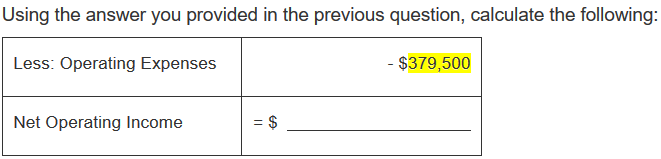 Using the answer you provided in the previous question, calculate the following:
Less: Operating Expenses - $379,500
Net Operating Income = $ ____________________